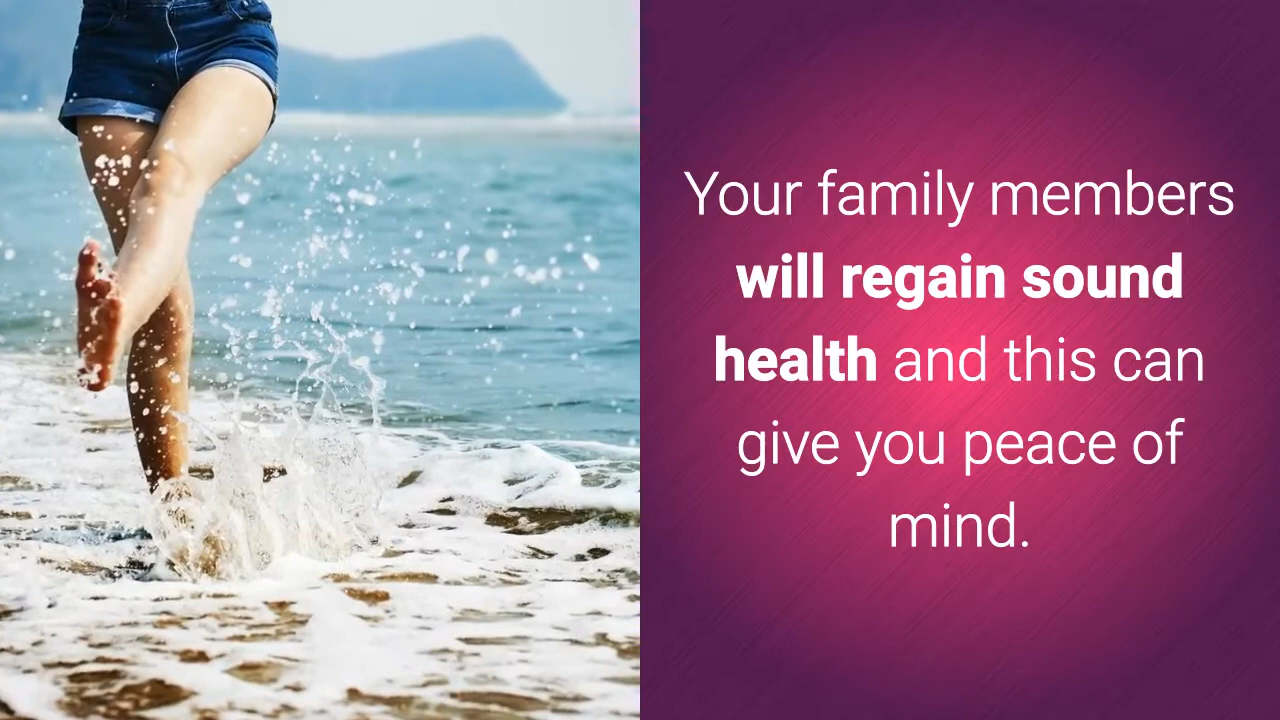 Your family members
will regain sound
health and this can
give you peace of
mind.